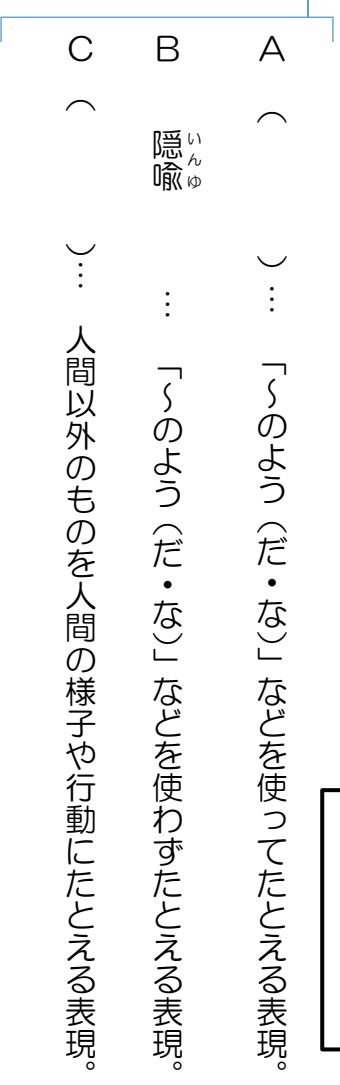 A（　　　）… 「～のよう（だ・な）」などを使ってたとえる表現。
B　隠喩　… 「～のよう（だ・な）」などを使わずたとえる表現。
いんゆ
C（　　　）… 人間以外のものを人間の様子や行動にたとえる表現。